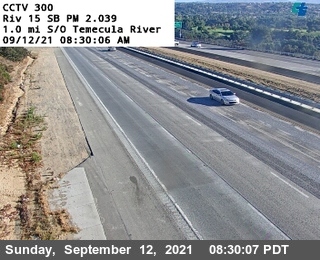 CCTV 300
Riv 15 SB PM 2.039
1.0 mi S/O Temecula River
09/12/21 08:30:06 AM
Sunday, September 12, 2021 08:30:07 PDT